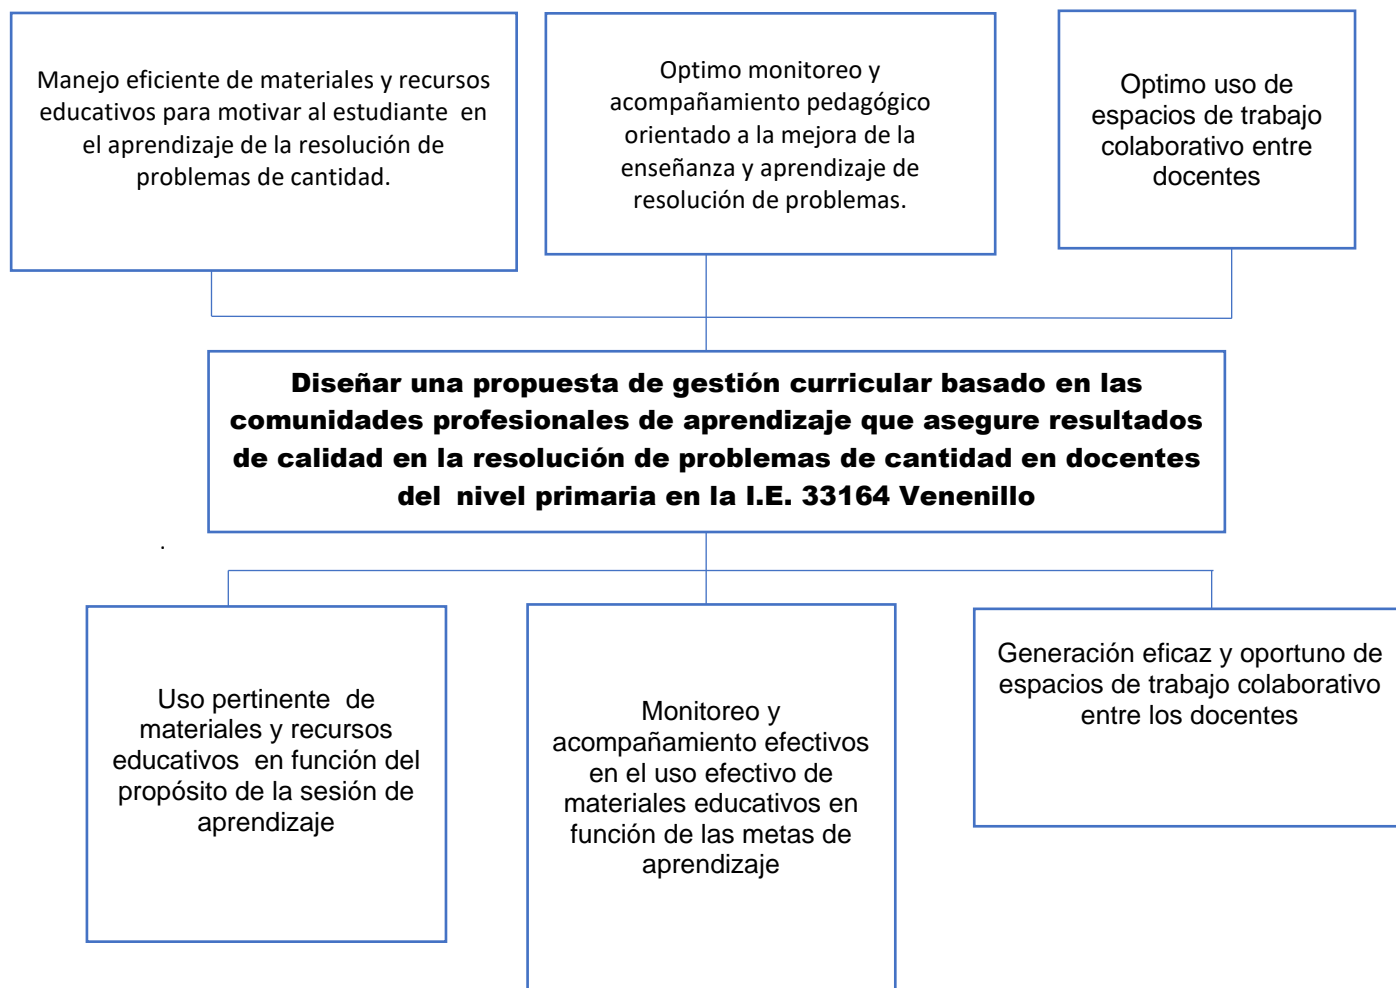 Manejo eficiente de materiales y recursos
educativos para motivar al estudiante  en
el aprendizaje de la resolución de
problemas de cantidad.
Optimo monitoreo y
acompañamiento pedagógico
orientado a la mejora de la
enseñanza y aprendizaje de
resolución de problemas.
Optimo uso de
espacios de trabajo
colaborativo entre
docentes
Diseñar una propuesta de gestión curricular basado en las
comunidades profesionales de aprendizaje que asegure resultados
de calidad en la resolución de problemas de cantidad en docentes
del  nivel primaria en la I.E. 33164 Venenillo
.
Uso pertinente  de
materiales y recursos
educativos  en función del
propósito de la sesión de
aprendizaje
Monitoreo y
acompañamiento efectivos
en el uso efectivo de
materiales educativos en
función de las metas de
aprendizaje
Generación eficaz y oportuno de
espacios de trabajo colaborativo
entre los docentes